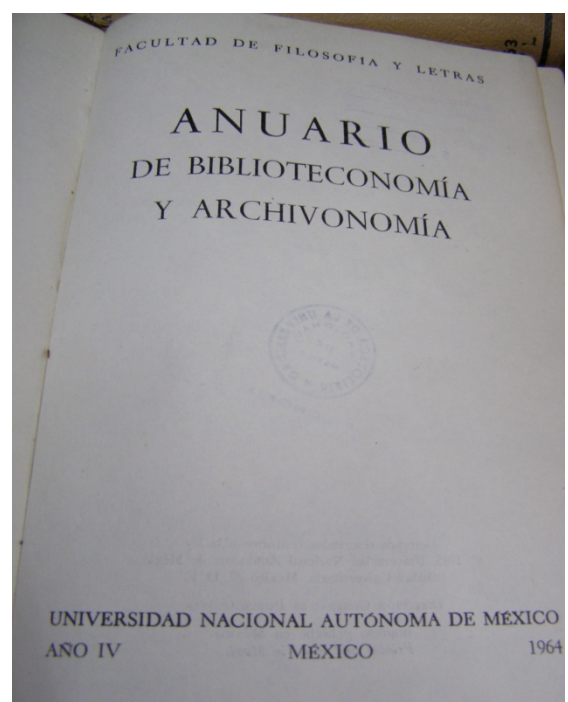 FACULTAD DE FILOSOFIA Y LETRAS
ANUARIO
DE BIBLIOTECONOMÍA
Y ARCHIVONOMÍA
UNIVERSIDAD NACIONAL AUTÓNOMA DE MÉXICO
AÑO IV MÉXICO 1964